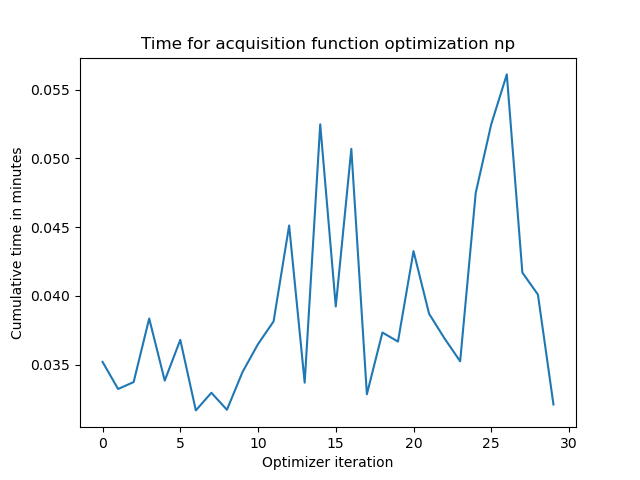 Time for acquisition function optimization np
Cumulative time in minutes
0.055
0.050
0.045
0.040
0.035
0 5 10 15 20 25 30
Optimizer iteration